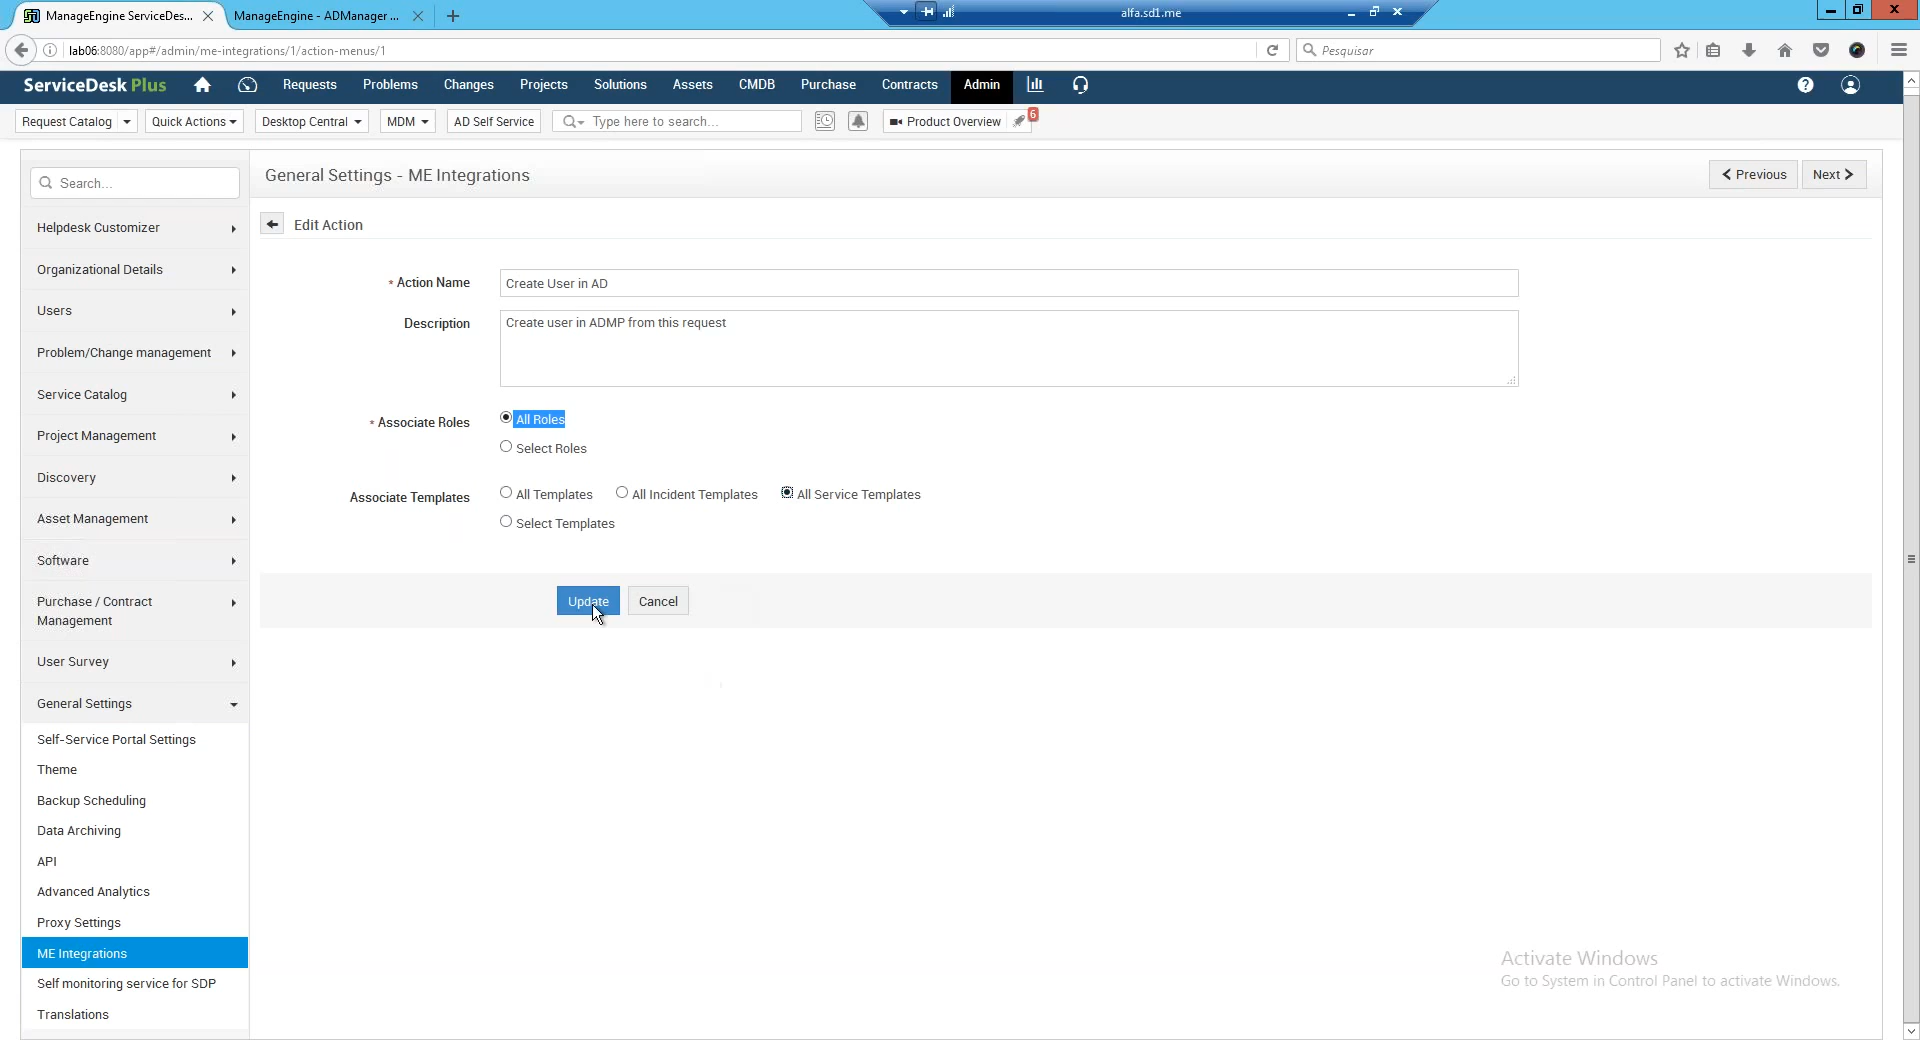 ManageEngine ServiceDes...
ManageEngine - ADManager ...
alfa.sd1.me
lab06:8080/app#/admin/me-integrations/1/action-menus/1
Pesquisar
ServiceDesk Plus
Requests
Problems
Changes
Projects
Solutions
Assets
CMDB
Purchase
Contracts
Admin
Request Catalog
Quick Actions
Desktop Central
MDM
AD Self Service
Type here to search...
Product Overview
6
Search...
General Settings - ME Integrations
Previous
Next
Helpdesk Customizer
Organizational Details
Users
Problem/Change management
Service Catalog
Project Management
Discovery
Asset Management
Software
Purchase / Contract
Management
User Survey
General Settings
Self-Service Portal Settings
Theme
Backup Scheduling
Data Archiving
API
Advanced Analytics
Proxy Settings
ME Integrations
Self monitoring service for SDP
Translations
Edit Action
* Action Name
Create User in AD
Description
Create user in ADMP from this request
* Associate Roles
All Roles
Select Roles
Associate Templates
All Templates
All Incident Templates
All Service Templates
Select Templates
Update
Cancel
Activate Windows
Go to System in Control Panel to activate Windows.